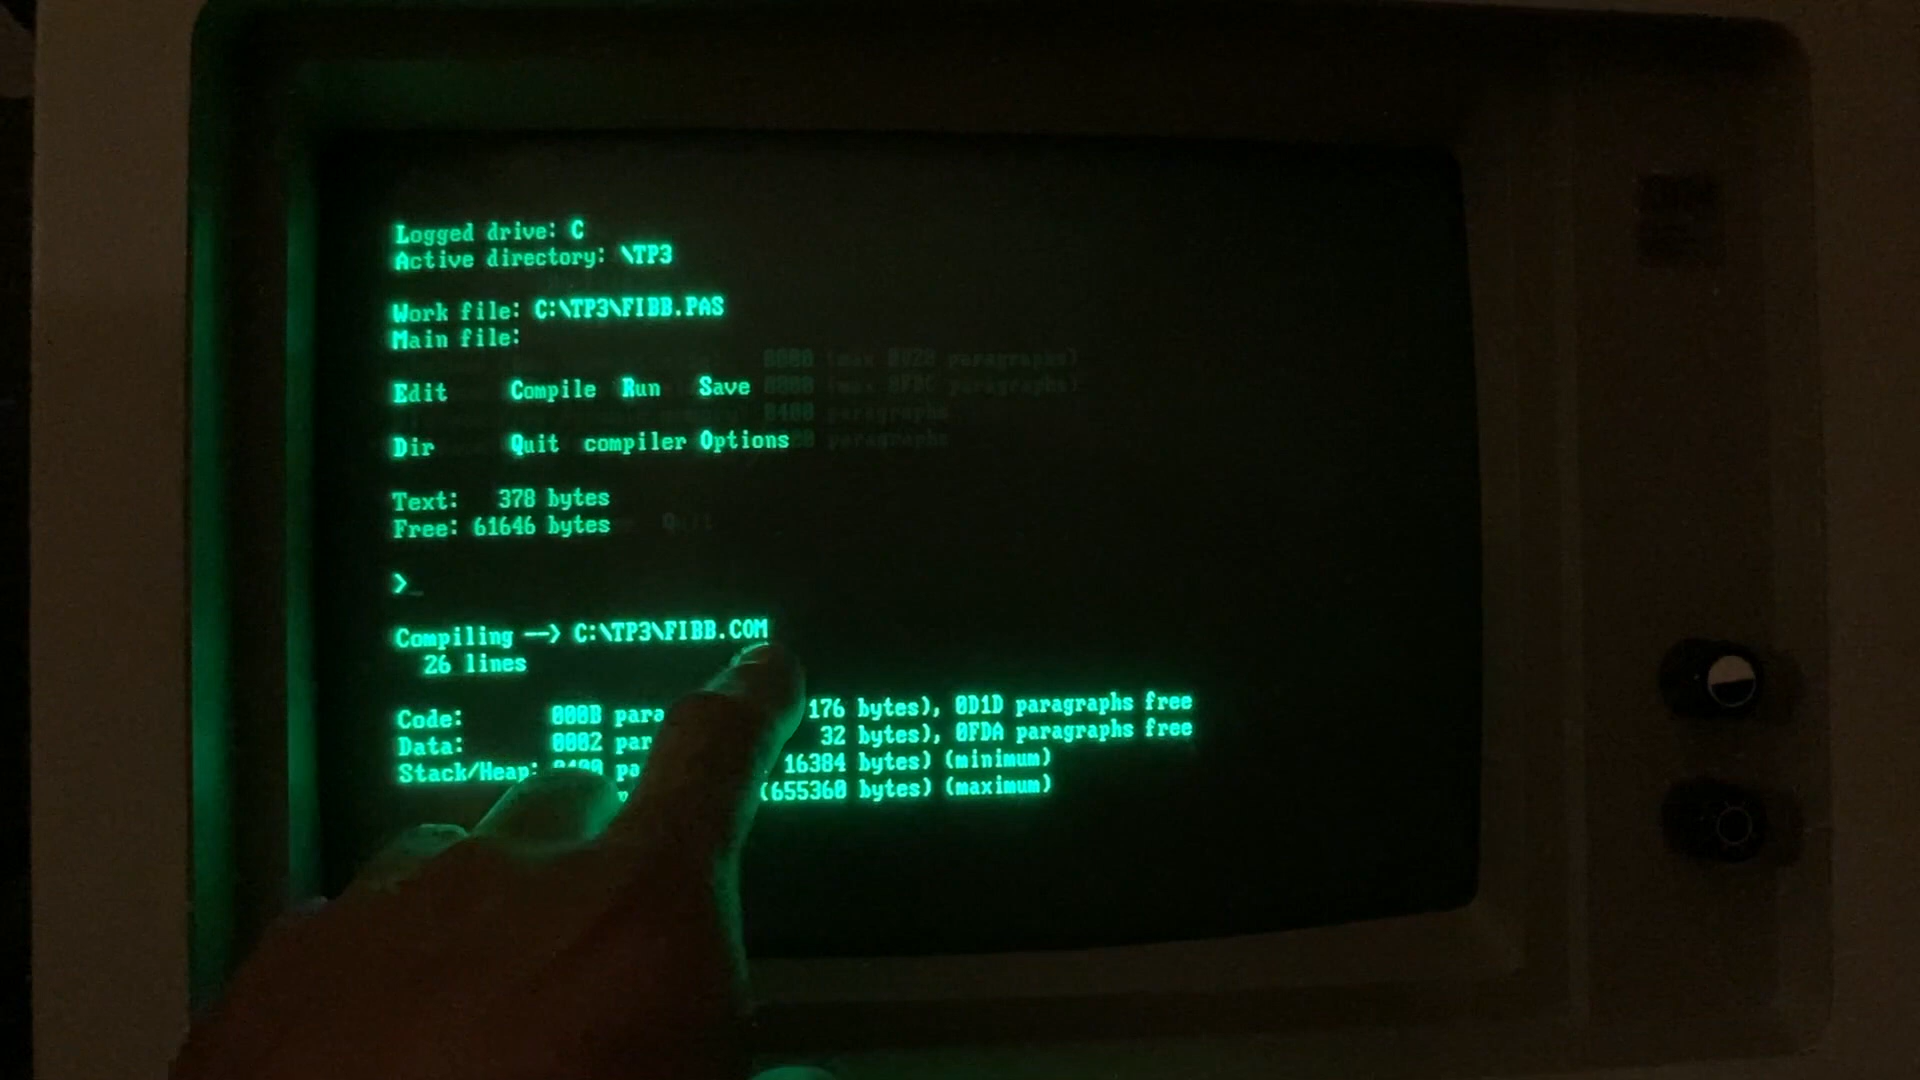 Logged drive: C
Active directory: \TP3
Work file: C:\TP3\FIBB.PAS
Main file:
Edit Compile Run Save
Dir Quit compiler Options
Text: 378 bytes
Free: 61646 bytes
>_
Compiling --> C:\TP3\FIBB.COM
26 lines
Code: 000B para 176 bytes), 0D1D paragraphs free
Data: 0002 par 32 bytes), 0FDA paragraphs free
Stack/Heap: 0400 pa 16384 bytes) (minimum)
(655360 bytes) (maximum)